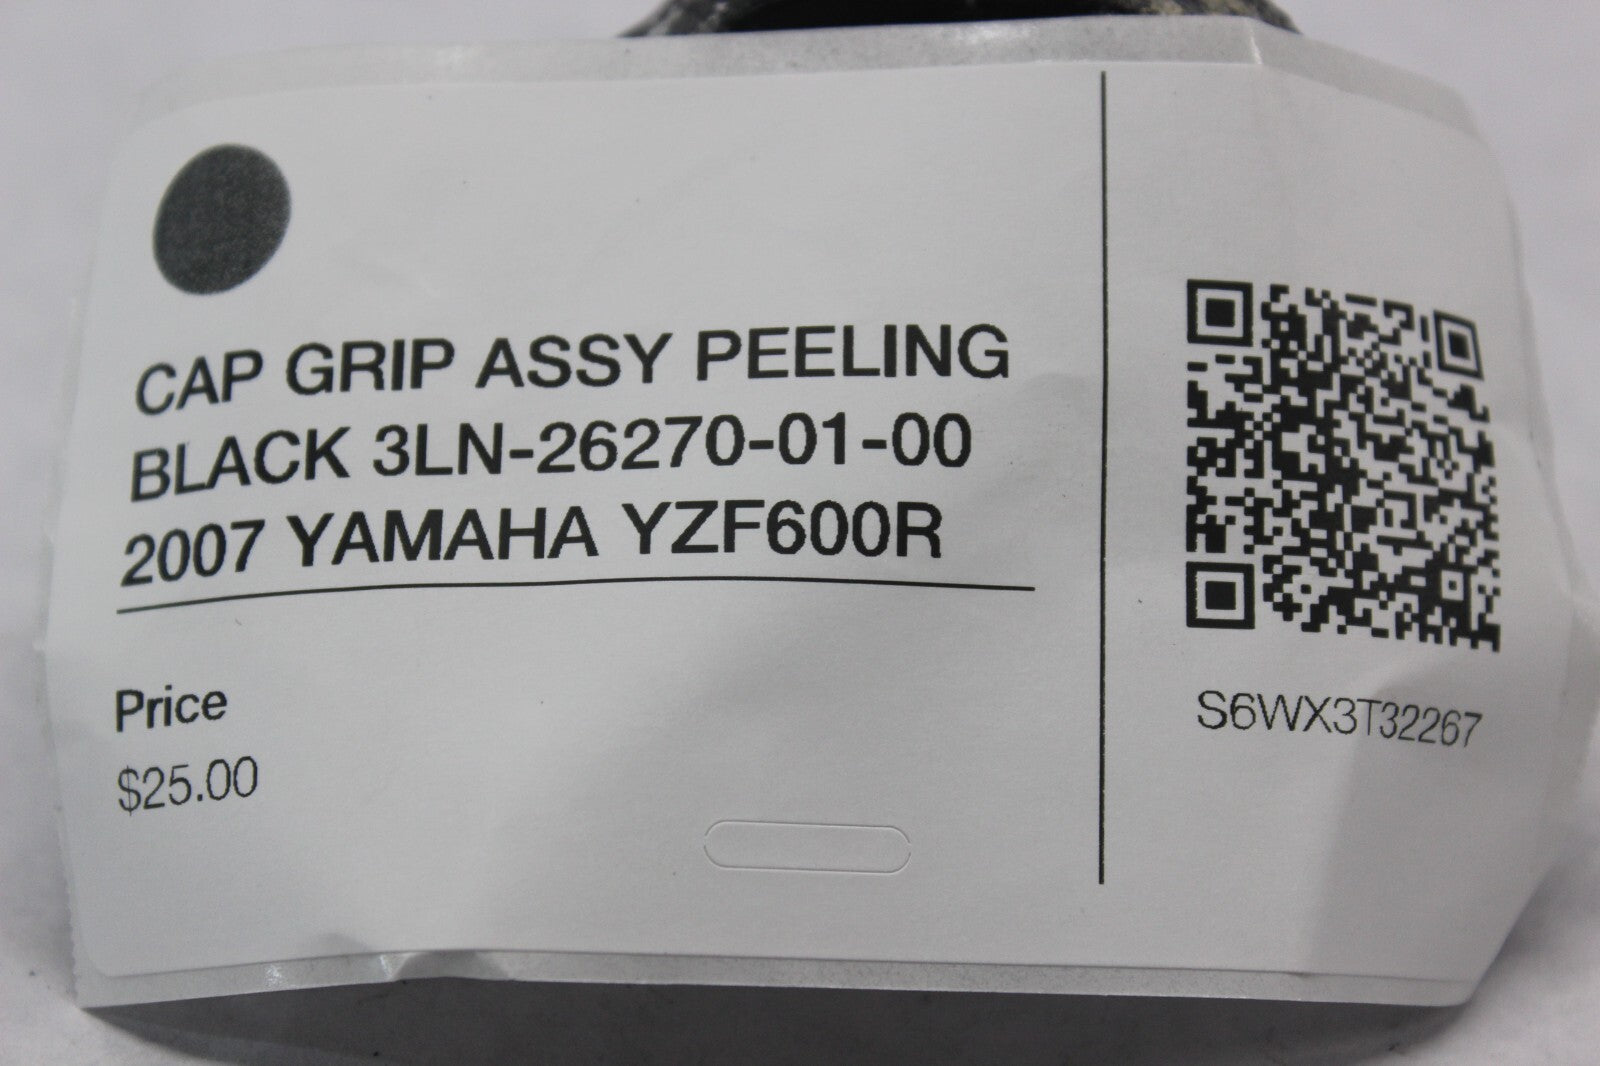 CAP GRIP ASSY PEELING
BLACK 3LN-26270-01-00
2007 YAMAHA YZF600R
Price
$25.00
S6WX3T32267